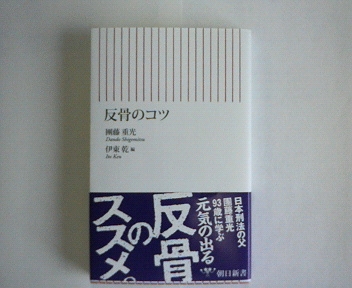 反骨のコツ
團藤 重光
Dando Shigemitsu
伊東 乾 編
Ito Ken
日本刑法の父
團藤重光
93歳に学ぶ
元気の出る
反骨の
ススメ。
朝日新書